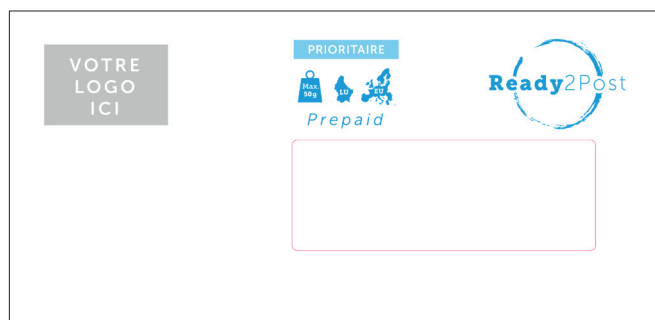 VOTRE
LOGO
ICI
PRIORITAIRE
Max.
50g
LU
EU
Prepaid
Ready2Post